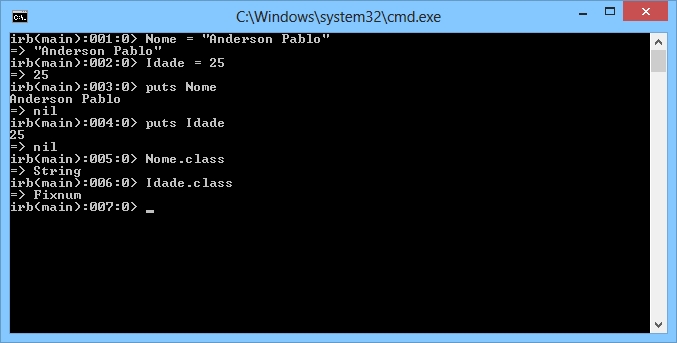 C:\Windows\system32\cmd.exe
irb(main):001:0> Nome = "Anderson Pablo"
=> "Anderson Pablo"
irb(main):002:0> Idade = 25
=> 25
irb(main):003:0> puts Nome
Anderson Pablo
=> nil
irb(main):004:0> puts Idade
25
=> nil
irb(main):005:0> Nome.class
=> String
irb(main):006:0> Idade.class
=> Fixnum
irb(main):007:0> _